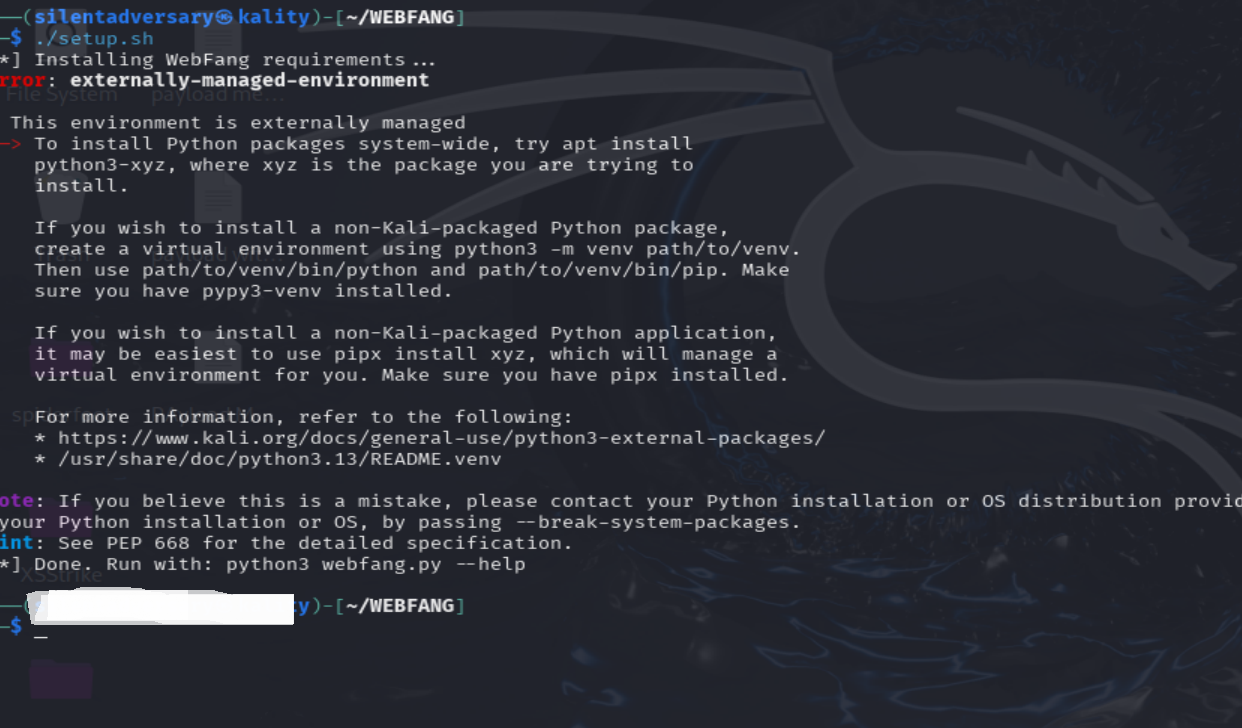 ──(silentadversary㉿kality)-[~/WEBFANG]
─$ ./setup.sh
*] Installing WebFang requirements...
rror: externally-managed-environment
File System payload me...
This environment is externally managed
─> To install Python packages system-wide, try apt install
python3-xyz, where xyz is the package you are trying to
install.
If you wish to install a non-Kali-packaged Python package,
create a virtual environment using python3 -m venv path/to/venv.
Then use path/to/venv/bin/python and path/to/venv/bin/pip. Make
sure you have pypy3-venv installed.
If you wish to install a non-Kali-packaged Python application,
it may be easiest to use pipx install xyz, which will manage a
virtual environment for you. Make sure you have pipx installed.
For more information, refer to the following:
* https://www.kali.org/docs/general-use/python3-external-packages/
* /usr/share/doc/python3.13/README.venv
ote: If you believe this is a mistake, please contact your Python installation or OS distribution provid
your Python installation or OS, by passing --break-system-packages.
int: See PEP 668 for the detailed specification.
*] Done. Run with: python3 webfang.py --help
XSStrike
──( ty)-[~/WEBFANG]
─$ _